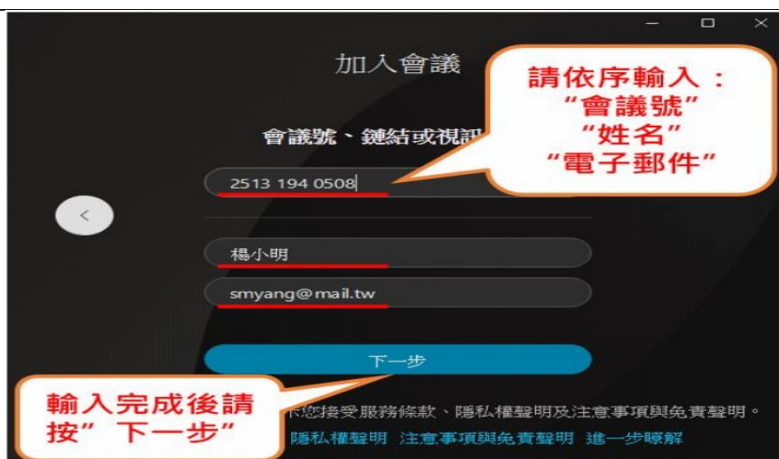 加入會議
請依序輸入：
“會議號”
“姓名”
“電子郵件”
會議號、鏈結或視訊
2513 194 0508
楊小明
smyang@mail.tw
下一步
輸入完成後請
按” 下一步”
您接受服務條款、隱私權聲明及注意事項與免責聲明。
隱私權聲明 注意事項與免責聲明 進一步瞭解